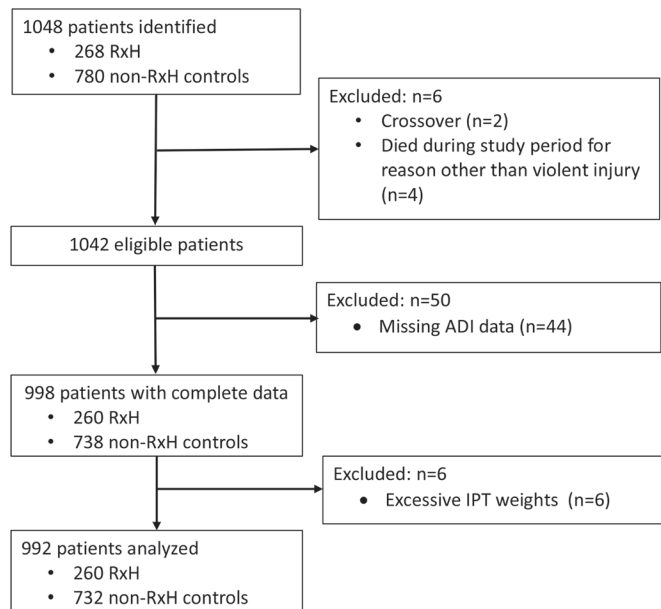 1048 patients identified
• 268 RxH
• 780 non-RxH controls
Excluded: n=6
• Crossover (n=2)
• Died during study period for
reason other than violent injury
(n=4)
1042 eligible patients
Excluded: n=50
• Missing ADI data (n=44)
998 patients with complete data
• 260 RxH
• 738 non-RxH controls
Excluded: n=6
• Excessive IPT weights (n=6)
992 patients analyzed
• 260 RxH
• 732 non-RxH controls